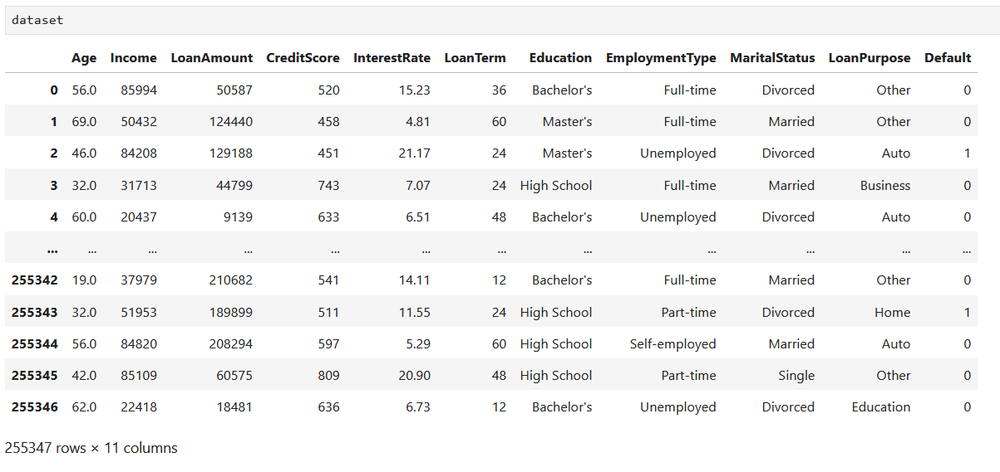 dataset
Age Income LoanAmount CreditScore InterestRate LoanTerm Education EmploymentType MaritalStatus LoanPurpose Default
0 56.0 85994 50587 520 15.23 36 Bachelor's Full-time Divorced Other 0
1 69.0 50432 124440 458 4.81 60 Master's Full-time Married Other 0
2 46.0 84208 129188 451 21.17 24 Master's Unemployed Divorced Auto 1
3 32.0 31713 44799 743 7.07 24 High School Full-time Married Business 0
4 60.0 20437 9139 633 6.51 48 Bachelor's Unemployed Divorced Auto 0
... ... ... ... ... ... ... ... ... ... ... ...
255342 19.0 37979 210682 541 14.11 12 Bachelor's Full-time Married Other 0
255343 32.0 51953 189899 511 11.55 24 High School Part-time Divorced Home 1
255344 56.0 84820 208294 597 5.29 60 High School Self-employed Married Auto 0
255345 42.0 85109 60575 809 20.90 48 High School Part-time Single Other 0
255346 62.0 22418 18481 636 6.73 12 Bachelor's Unemployed Divorced Education 0
255347 rows × 11 columns